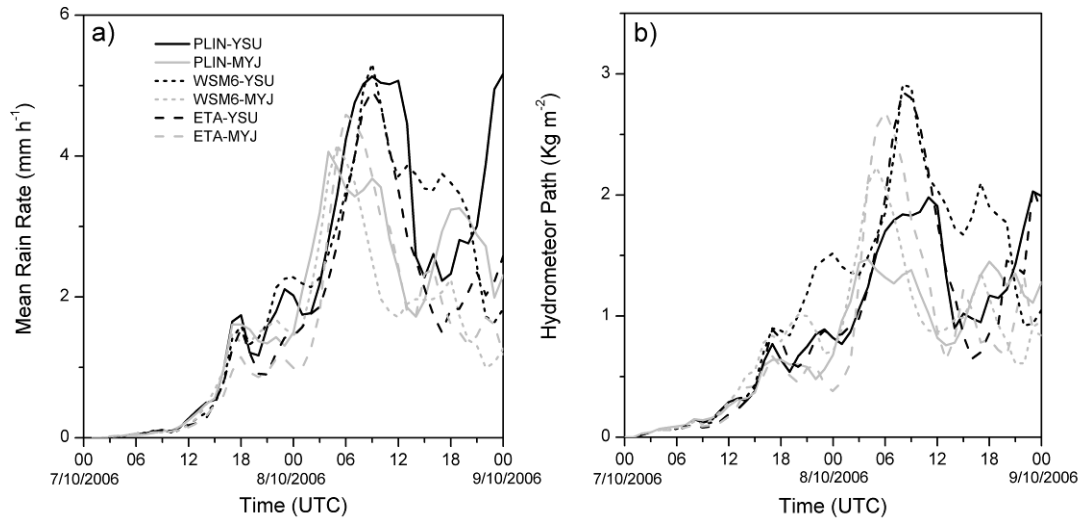 a)
PLIN-YSU
PLIN-MYJ
WSM6-YSU
WSM6-MYJ
ETA-YSU
ETA-MYJ
Mean Rain Rate (mm h-1)
6
4
2
0
00 06 12 18 00 06 12 18 00
7/10/2006 8/10/2006 9/10/2006
Time (UTC)
b)
Hydrometeor Path (Kg m-2)
3
2
1
0
00 06 12 18 00 06 12 18 00
7/10/2006 8/10/2006 9/10/2006
Time (UTC)